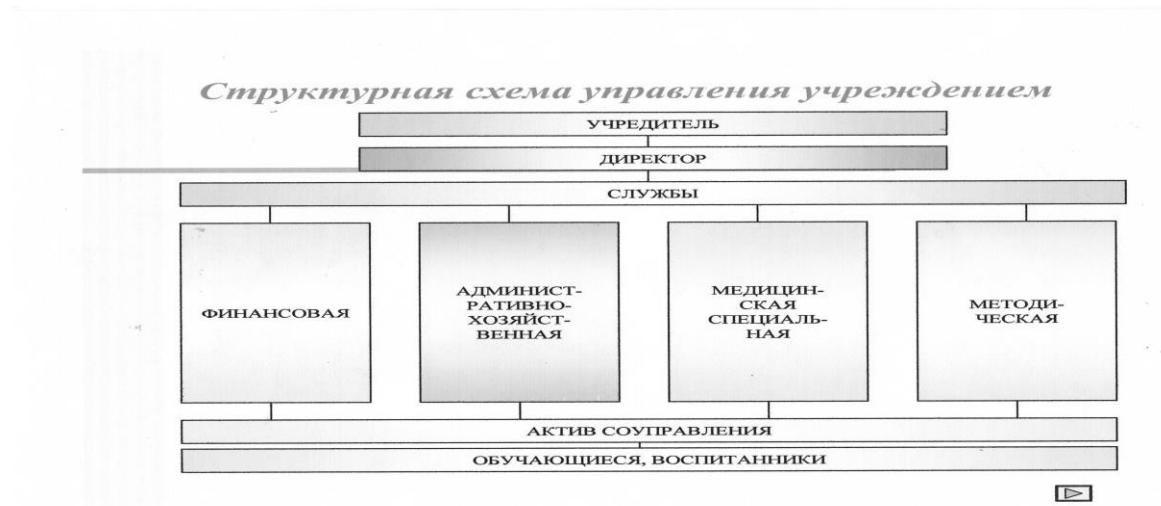 Структурная схема управления учреждением
УЧРЕДИТЕЛЬ
ДИРЕКТОР
СЛУЖБЫ
ФИНАНСОВАЯ
АДМИНИСТ-
РАТИВНО-
ХОЗЯЙСТ-
ВЕННАЯ
МЕДИЦИН-
СКАЯ
СПЕЦИАЛЬ-
НАЯ
МЕТОДИ-
ЧЕСКАЯ
АКТИВ СОУПРАВЛЕНИЯ
ОБУЧАЮЩИЕСЯ, ВОСПИТАННИКИ